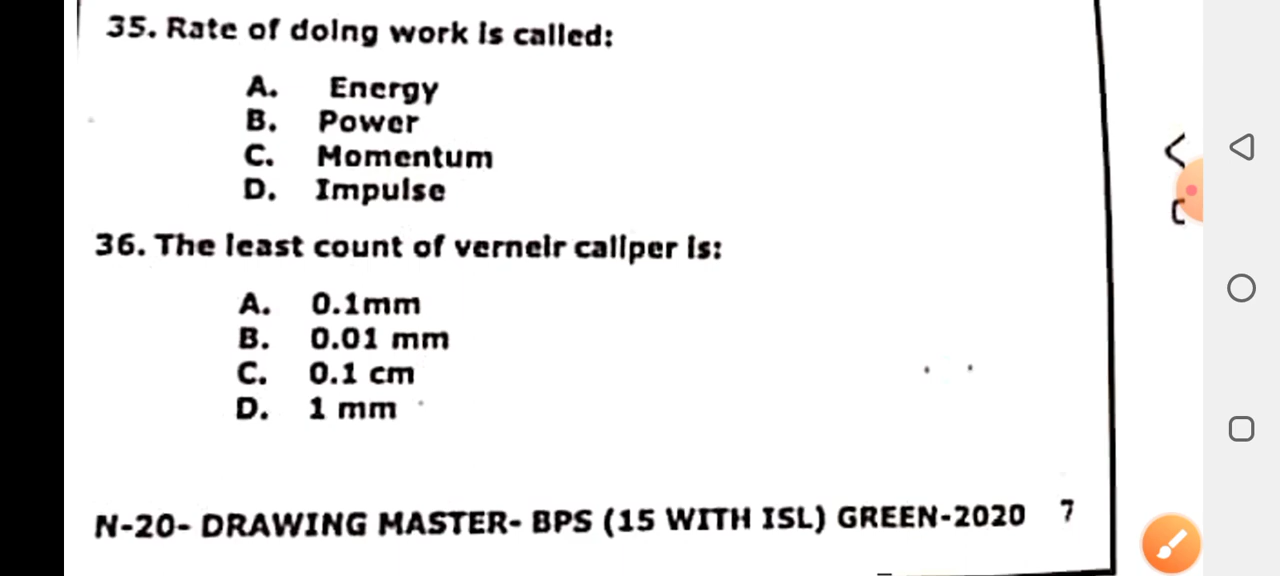 35. Rate of doing work is called:
A. Energy
B. Power
C. Momentum
D. Impulse
36. The least count of verneir caliper is:
A. 0.1mm
B. 0.01 mm
C. 0.1 cm
D. 1 mm
N-20- DRAWING MASTER- BPS (15 WITH ISL) GREEN-2020 7